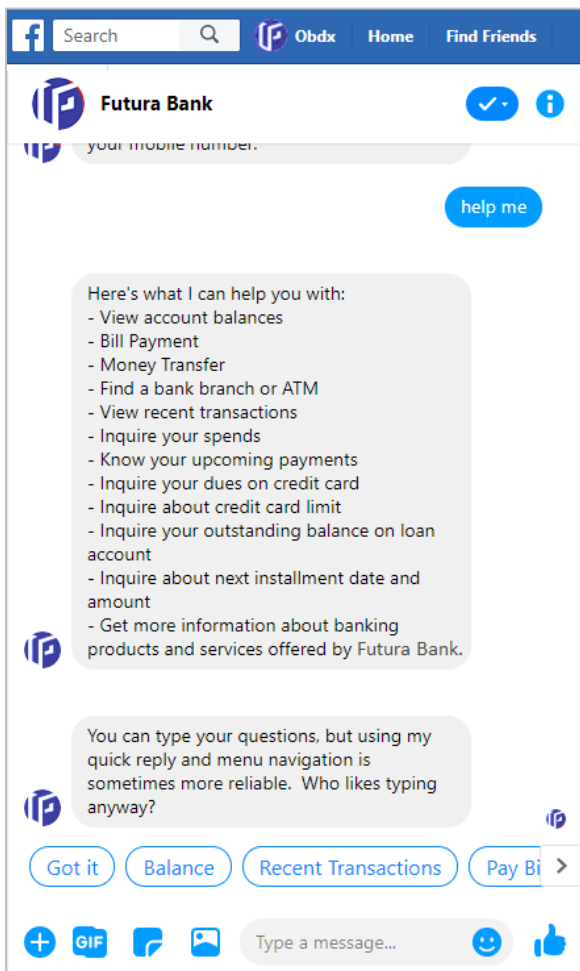 Search
Obdx
Home
Find Friends
Futura Bank
your mobile number.
help me
Here's what I can help you with:
- View account balances
- Bill Payment
- Money Transfer
- Find a bank branch or ATM
- View recent transactions
- Inquire your spends
- Know your upcoming payments
- Inquire your dues on credit card
- Inquire about credit card limit
- Inquire your outstanding balance on loan
account
- Inquire about next installment date and
amount
- Get more information about banking
products and services offered by Futura Bank.
You can type your questions, but using my
quick reply and menu navigation is
sometimes more reliable.  Who likes typing
anyway?
Got it
Balance
Recent Transactions
Pay Bi
GIF
Type a message...